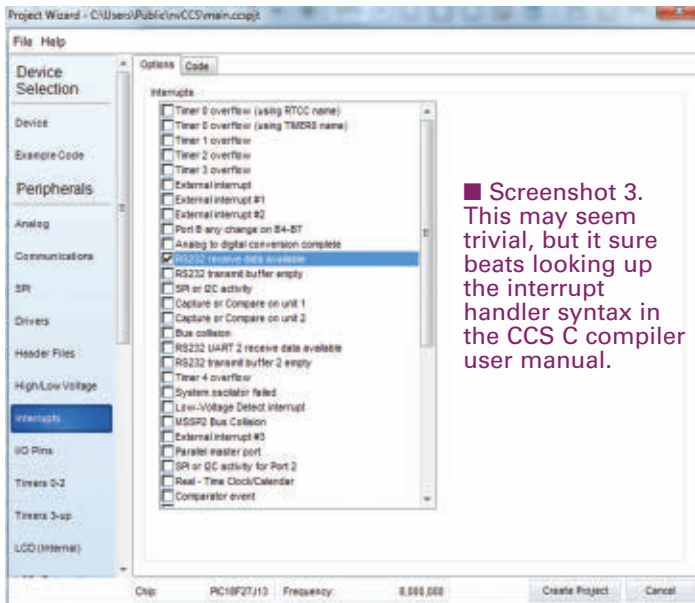 Project Wizard - C:\Users\Public\nvCCS\main.ccspjt
File Help
Device
Selection
Device
Example Code
Peripherals
Analog
Communications
SPI
Drivers
Header Files
High/Low Voltage
Interrupts
I/O Pins
Timers 0-2
Timers 3-up
LCD (Internal)
Options Code
Interrupts
Timer 0 overflow (using RTCC name)
Timer 0 overflow (using TIMER0 name)
Timer 1 overflow
Timer 2 overflow
Timer 3 overflow
External interrupt
External interrupt #1
External interrupt #2
Port B any change on B4-B7
Analog to digital conversion complete
RS232 receive data available
RS232 transmit buffer empty
SPI or I2C activity
Capture or Compare on unit 1
Capture or Compare on unit 2
Bus collision
RS232 UART 2 receive data available
RS232 transmit buffer 2 empty
Timer 4 overflow
System oscilator failed
Low-Voltage Detect interrupt
MSSP2 Bus Collision
External interrupt #3
Parallel master port
SPI or I2C activity for Port 2
Real - Time Clock/Calendar
Comparator event
■ Screenshot 3.
This may seem
trivial, but it sure
beats looking up
the interrupt
handler syntax in
the CCS C compiler
user manual.
Chip: PIC18F27J13 Frequency: 8,000,000 Create Project Cancel